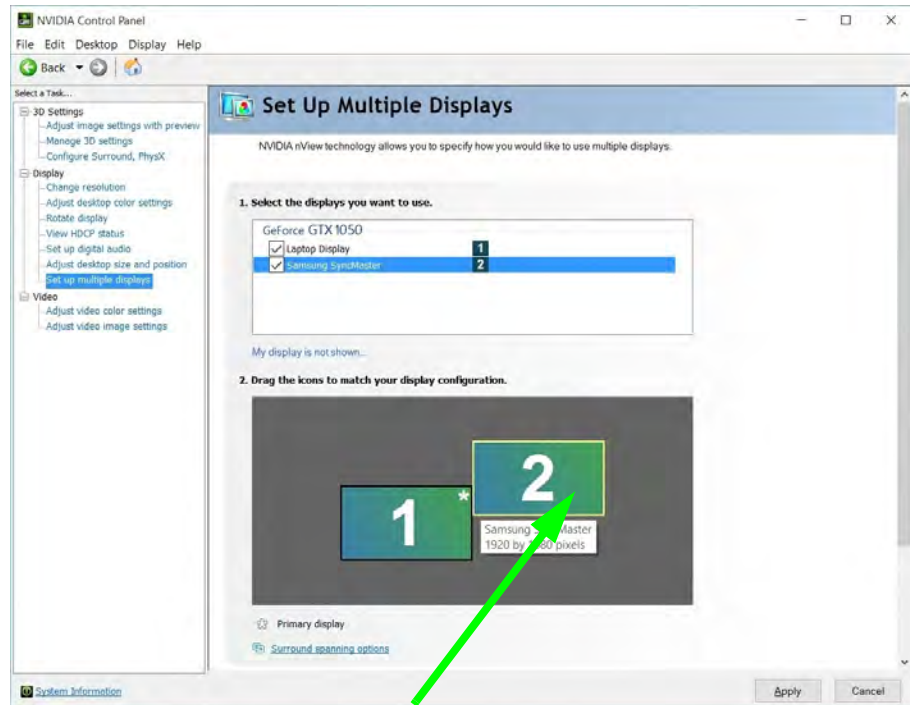 NVIDIA Control Panel
File Edit Desktop Display Help
Back
Select a Task...
3D Settings
Adjust image settings with preview
Manage 3D settings
Configure Surround, PhysX
Display
Change resolution
Adjust desktop color settings
Rotate display
View HDCP status
Set up digital audio
Adjust desktop size and position
Set up multiple displays
Video
Adjust video color settings
Adjust video image settings
Set Up Multiple Displays
NVIDIA nView technology allows you to specify how you would like to use multiple displays.
1. Select the displays you want to use.
GeForce GTX 1050
Laptop Display 1
Samsung SyncMaster 2
My display is not shown...
2. Drag the icons to match your display configuration.
1 *
2
Samsung Master
1920 by pixels
Primary display
Surround spanning options
System Information
Apply Cancel